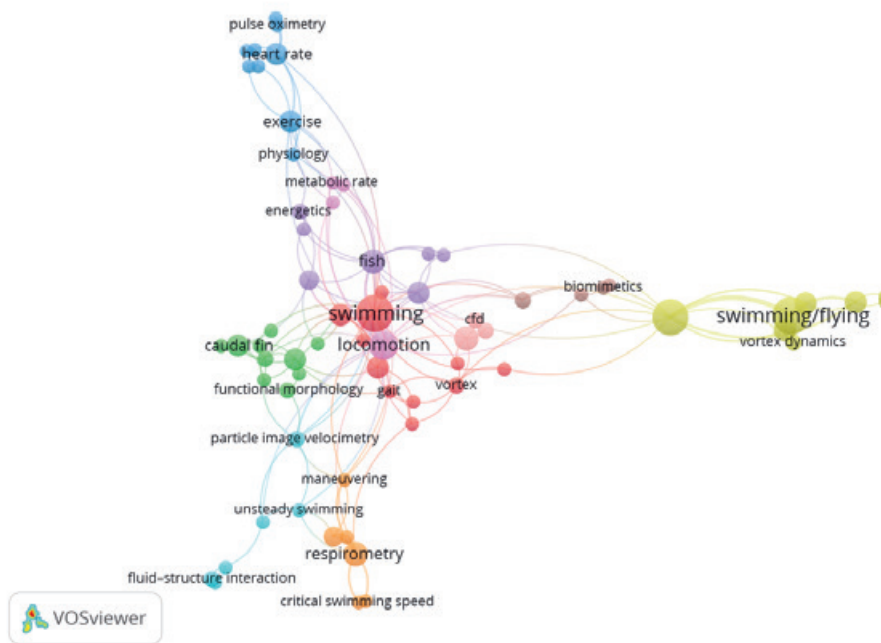 pulse oximetry
heart rate
exercise
physiology
metabolic rate
energetics
fish
biomimetics
swimming
swimming/flying
cfd
caudal fin
locomotion
vortex dynamics
functional morphology
gait
vortex
particle image velocimetry
maneuvering
unsteady swimming
respirometry
fluid-structure interaction
critical swimming speed
VOSviewer